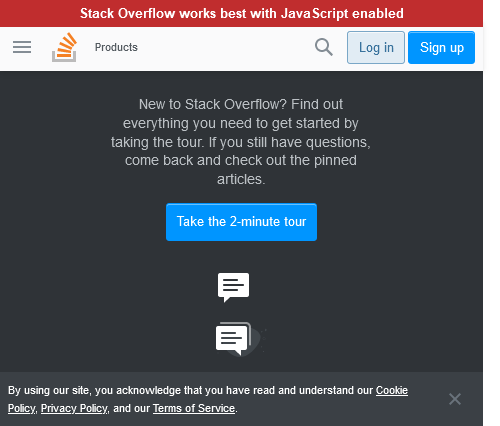 Stack Overflow works best with JavaScript enabled
Products
Log in
Sign up
New to Stack Overflow? Find out
everything you need to get started by
taking the tour. If you still have questions,
come back and check out the pinned
articles.
Take the 2-minute tour
By using our site, you acknowledge that you have read and understand our Cookie
Policy, Privacy Policy, and our Terms of Service.